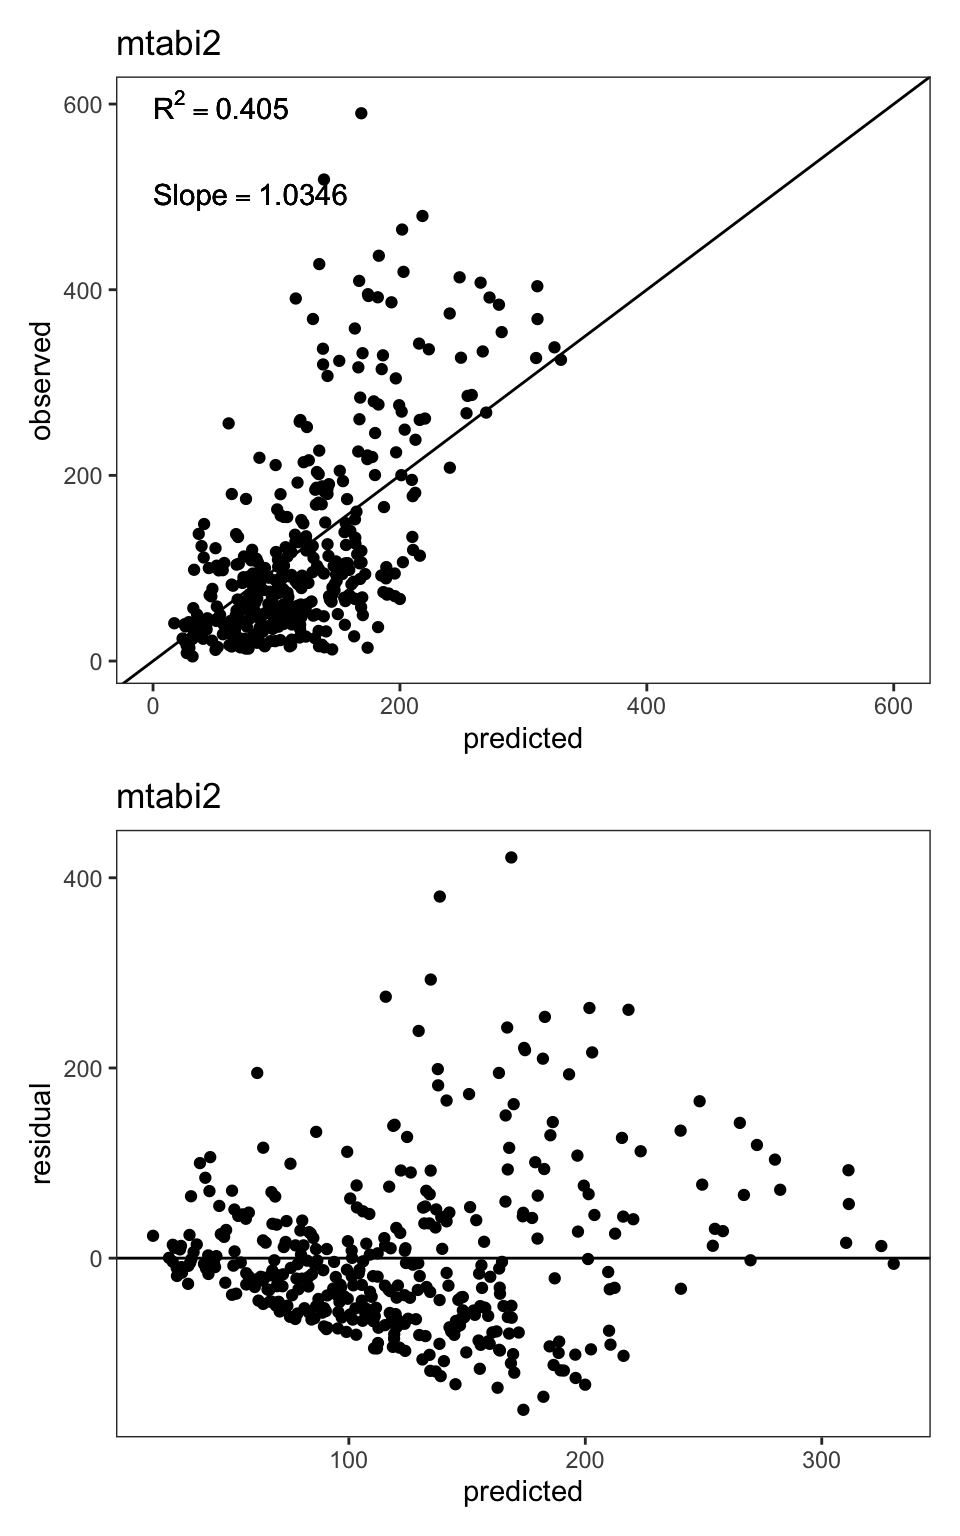 mtabi2
R² = 0.405
Slope = 1.0346
600
400
200
0
observed
0 200 400 600
predicted
mtabi2
400
200
0
residual
100 200 300
predicted